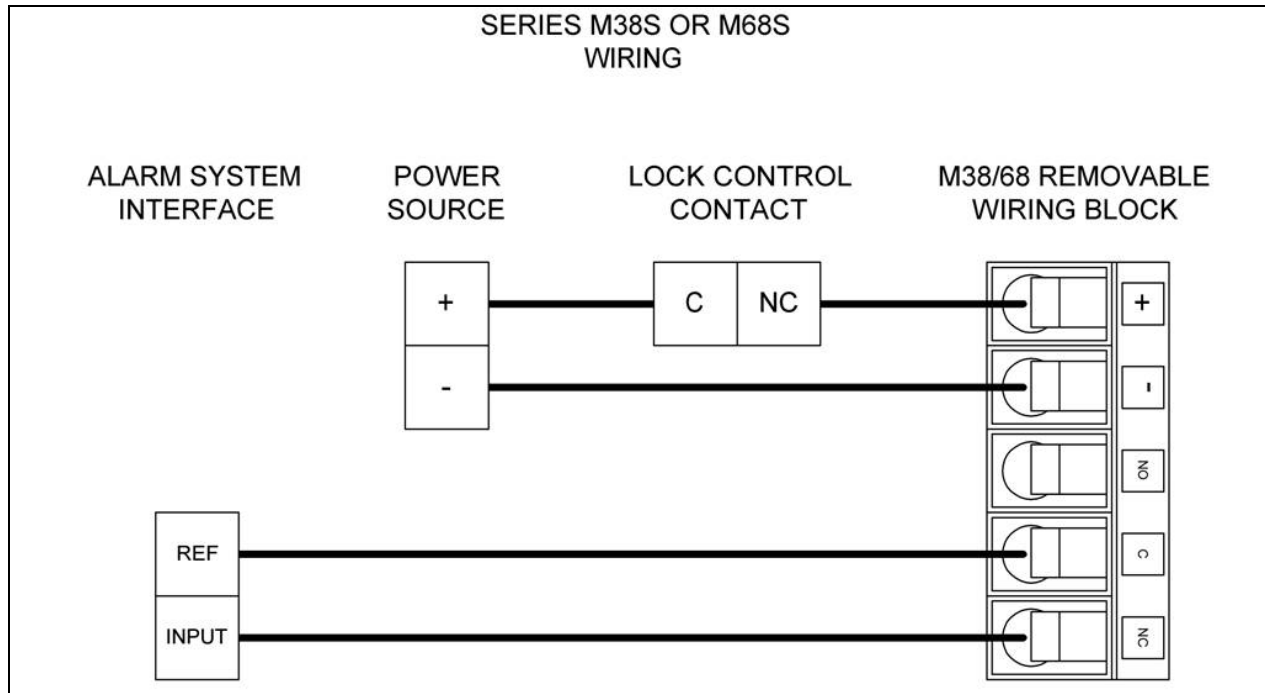 SERIES M38S OR M68S
WIRING
ALARM SYSTEM
INTERFACE
POWER
SOURCE
LOCK CONTROL
CONTACT
M38/68 REMOVABLE
WIRING BLOCK
+
C
NC
+
-
-
NO
REF
C
INPUT
NC